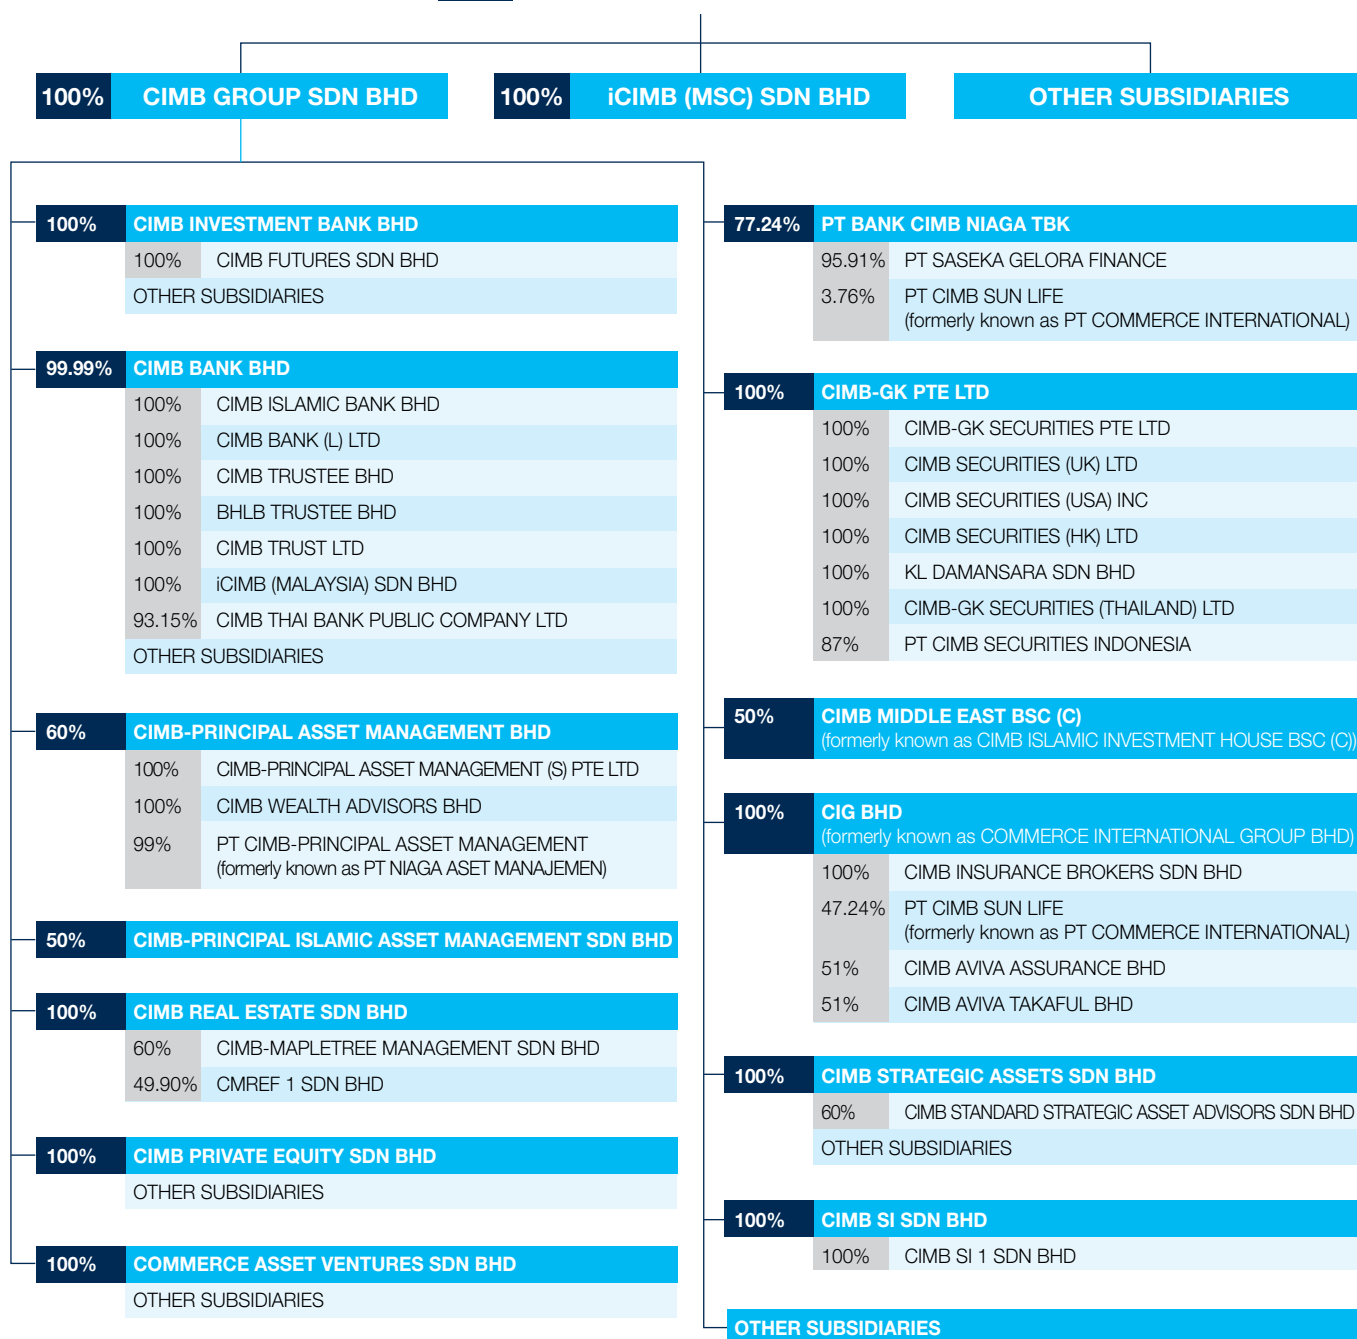 100% CIMB GROUP SDN BHD
100% iCIMB (MSC) SDN BHD
OTHER SUBSIDIARIES
100% CIMB INVESTMENT BANK BHD
100% CIMB FUTURES SDN BHD
OTHER SUBSIDIARIES
99.99% CIMB BANK BHD
100% CIMB ISLAMIC BANK BHD
100% CIMB BANK (L) LTD
100% CIMB TRUSTEE BHD
100% BHLB TRUSTEE BHD
100% CIMB TRUST LTD
100% iCIMB (MALAYSIA) SDN BHD
93.15% CIMB THAI BANK PUBLIC COMPANY LTD
OTHER SUBSIDIARIES
60% CIMB-PRINCIPAL ASSET MANAGEMENT BHD
100% CIMB-PRINCIPAL ASSET MANAGEMENT (S) PTE LTD
100% CIMB WEALTH ADVISORS BHD
99% PT CIMB-PRINCIPAL ASSET MANAGEMENT
(formerly known as PT NIAGA ASET MANAJEMEN)
50% CIMB-PRINCIPAL ISLAMIC ASSET MANAGEMENT SDN BHD
100% CIMB REAL ESTATE SDN BHD
60% CIMB-MAPLETREE MANAGEMENT SDN BHD
49.90% CMREF 1 SDN BHD
100% CIMB PRIVATE EQUITY SDN BHD
OTHER SUBSIDIARIES
100% COMMERCE ASSET VENTURES SDN BHD
OTHER SUBSIDIARIES
77.24% PT BANK CIMB NIAGA TBK
95.91% PT SASEKA GELORA FINANCE
3.76% PT CIMB SUN LIFE
(formerly known as PT COMMERCE INTERNATIONAL)
100% CIMB-GK PTE LTD
100% CIMB-GK SECURITIES PTE LTD
100% CIMB SECURITIES (UK) LTD
100% CIMB SECURITIES (USA) INC
100% CIMB SECURITIES (HK) LTD
100% KL DAMANSARA SDN BHD
100% CIMB-GK SECURITIES (THAILAND) LTD
87% PT CIMB SECURITIES INDONESIA
50% CIMB MIDDLE EAST BSC (C)
(formerly known as CIMB ISLAMIC INVESTMENT HOUSE BSC (C))
100% CIG BHD
(formerly known as COMMERCE INTERNATIONAL GROUP BHD)
100% CIMB INSURANCE BROKERS SDN BHD
47.24% PT CIMB SUN LIFE
(formerly known as PT COMMERCE INTERNATIONAL)
51% CIMB AVIVA ASSURANCE BHD
51% CIMB AVIVA TAKAFUL BHD
100% CIMB STRATEGIC ASSETS SDN BHD
60% CIMB STANDARD STRATEGIC ASSET ADVISORS SDN BHD
OTHER SUBSIDIARIES
100% CIMB SI SDN BHD
100% CIMB SI 1 SDN BHD
OTHER SUBSIDIARIES